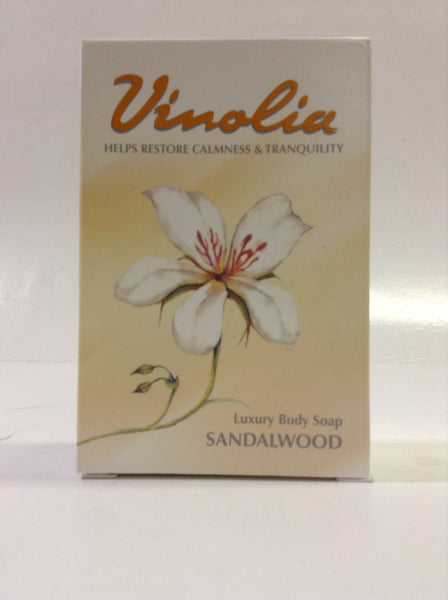 Vinolia
HELPS RESTORE CALMNESS & TRANQUILITY
Luxury Body Soap
SANDALWOOD